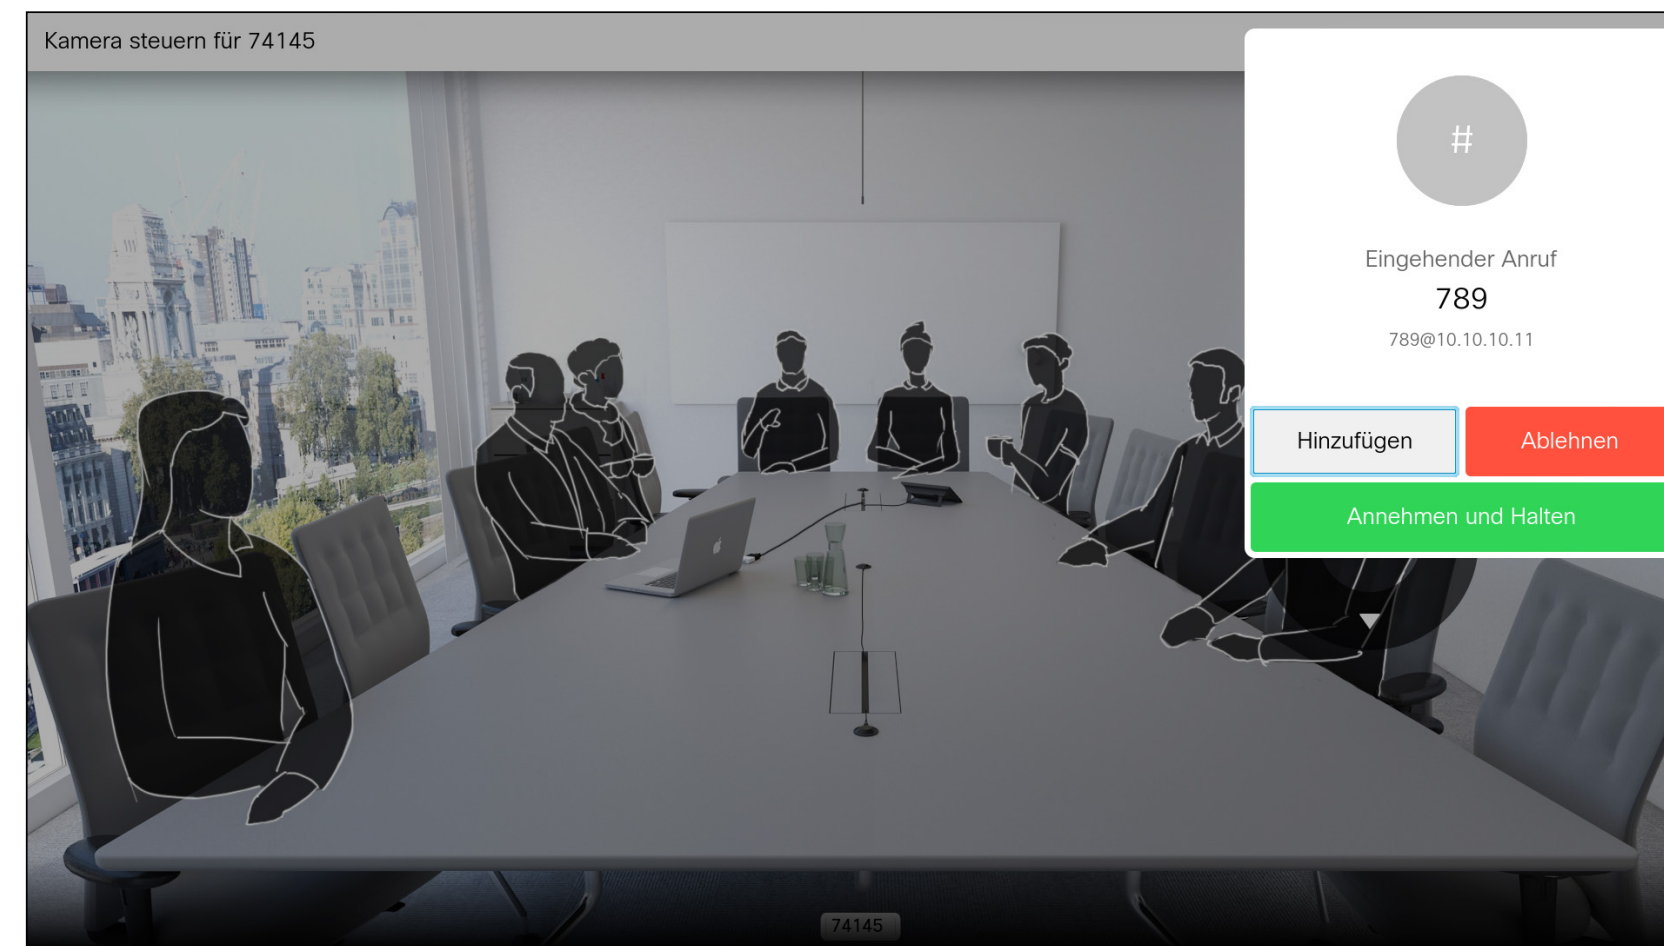 Kamera steuern für 74145
#
Eingehender Anruf
789
789@10.10.10.11
Hinzufügen
Ablehnen
Annehmen und Halten
74145